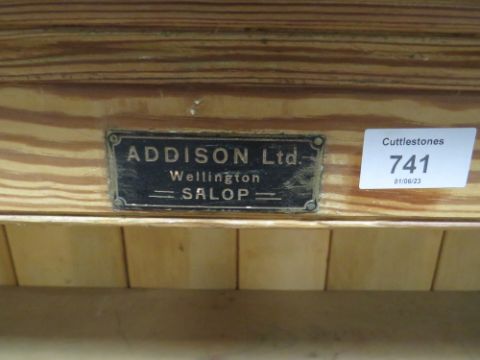 ADDISON Ltd.
Wellington
SALOP
Cuttlestones
741
01/06/23